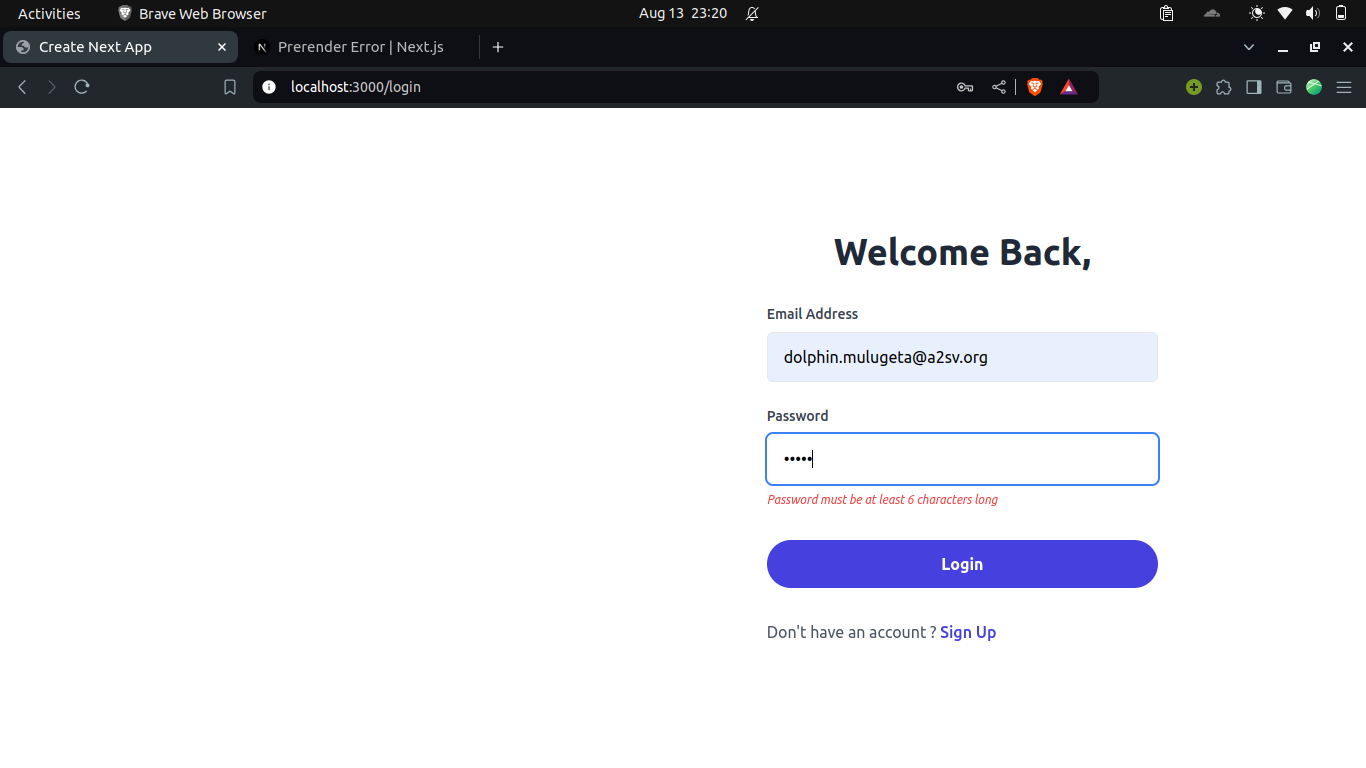 Activities Brave Web Browser Aug 13 23:20
Create Next App Prerender Error | Next.js
localhost:3000/login
Welcome Back,
Email Address
dolphin.mulugeta@a2sv.org
Password
•••••
Password must be at least 6 characters long
Login
Don't have an account ? Sign Up